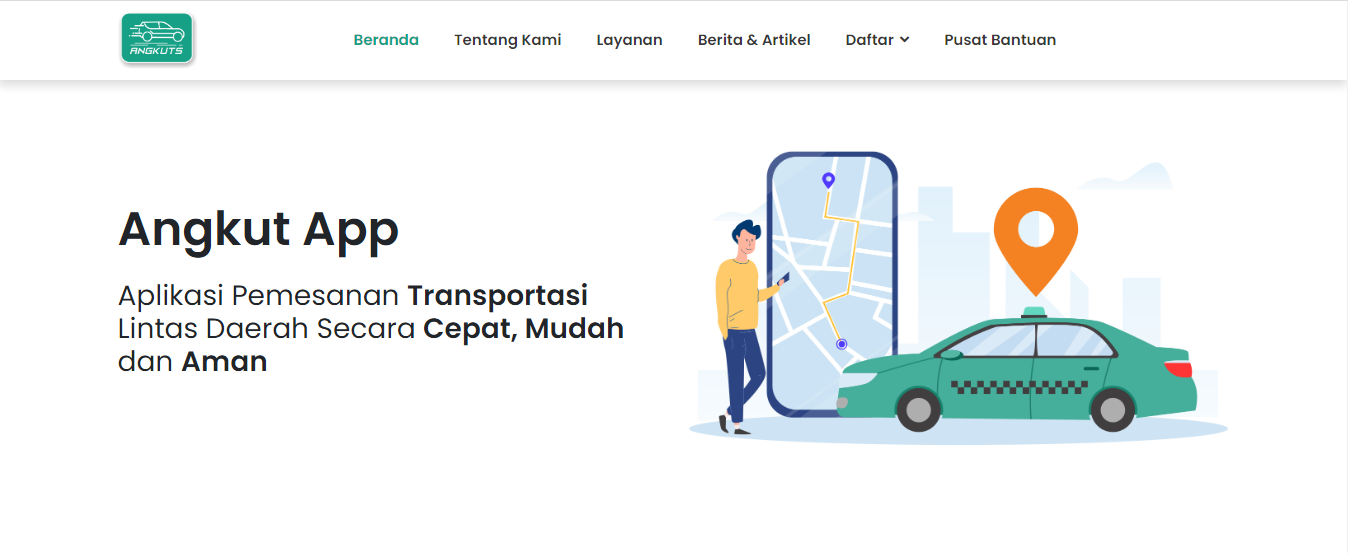 ANGKUTS
Beranda
Tentang Kami
Layanan
Berita & Artikel
Daftar
Pusat Bantuan
Angkut App
Aplikasi Pemesanan Transportasi
Lintas Daerah Secara Cepat, Mudah
dan Aman